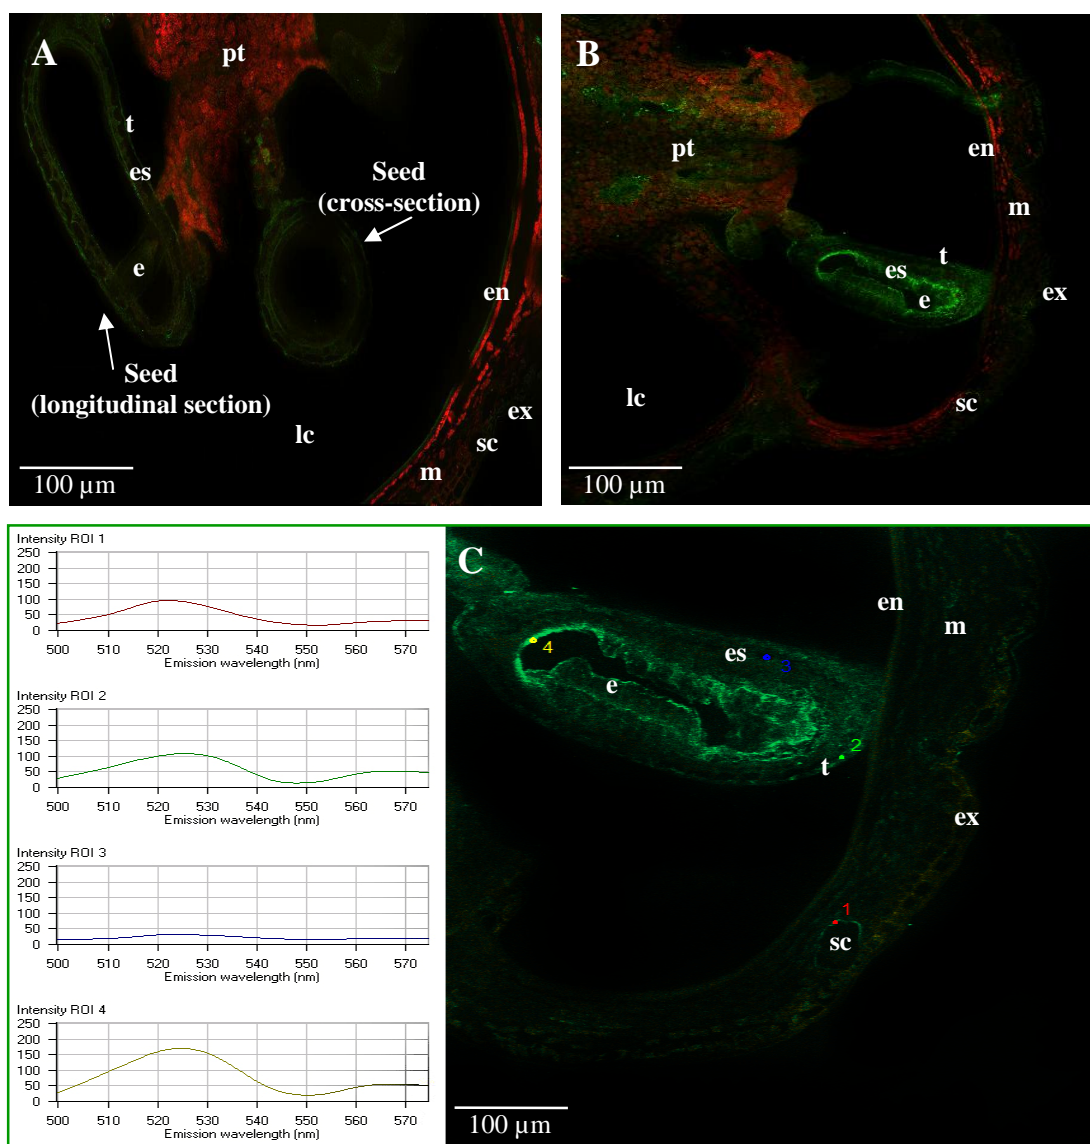 A
pt
t
es
Seed
(cross-section)
e
en
Seed
(longitudinal section)
ex
lc
sc
m
100 µm
B
pt
en
m
t
es
e
ex
lc
sc
100 µm
Intensity ROI 1
250
200
150
100
50
0
500 510 520 530 540 550 560 570
Emission wavelength (nm)
Intensity ROI 2
250
200
150
100
50
0
500 510 520 530 540 550 560 570
Emission wavelength (nm)
Intensity ROI 3
250
200
150
100
50
0
500 510 520 530 540 550 560 570
Emission wavelength (nm)
Intensity ROI 4
250
200
150
100
50
0
500 510 520 530 540 550 560 570
Emission wavelength (nm)
C
en
m
4
es
3
e
2
t
ex
1
sc
100 µm